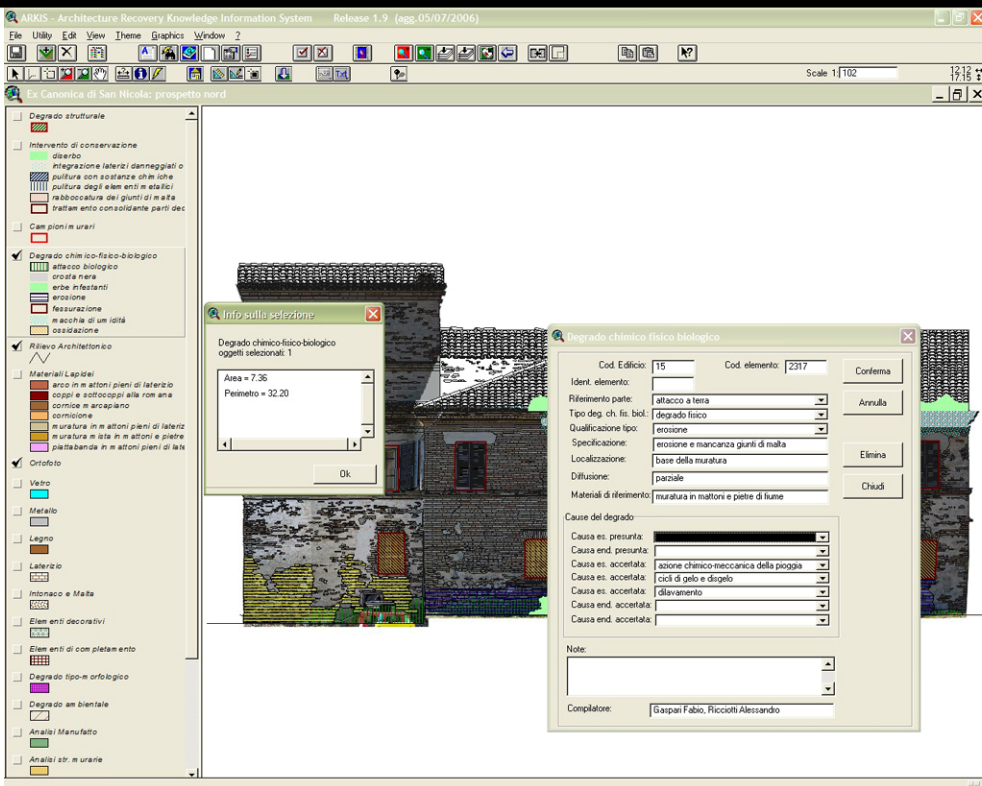 ARKIS - Architecture Recovery Knowledge Information System Release 1.9 (agg.05/07/2006)
File Utility Edit View Theme Graphics Window ?
Scale 1: 102
12.12
17.15
Ex Canonica di San Nicola: prospetto nord
Degrado strutturale
Intervento di conservazione
diserbo
integrazione laterizi danneggiati o
pulitura con sostanze chimiche
pulitura degli elementi metallici
rabboccatura dei giunti di malta
trattamento consolidante parti dec
Campioni murari
Degrado chimico-fisico-biologico
attacco biologico
crosta nera
erbe infestanti
erosione
fessurazione
macchia di umidità
ossidazione
Rilievo Architettonico
Materiali Lapidei
arco in mattoni pieni di laterizio
coppi e sottocoppi alla romana
cornice marcapiano
cornicione
muratura in mattoni pieni di lateriz
muratura mista in mattoni e pietre
piattabanda in mattoni pieni di late
Ortofoto
Vetro
Metallo
Legno
Laterizio
Intonaco e Malta
Elementi decorativi
Elementi di completamento
Degrado tipo-morfologico
Degrado ambientale
Analisi Manufatto
Analisi str. murarie
Info sulla selezione
Degrado chimico-fisico-biologico
oggetti selezionati: 1
Area = 7.36
Perimetro = 32.20
Ok
Degrado chimico fisico biologico
Cod. Edificio: 15 Cod. elemento: 2317 Conferma
Ident. elemento:
Riferimento parte: attacco a terra Annulla
Tipo deg. ch. fis. biol.: degrado fisico
Qualificazione tipo: erosione
Specificazione: erosione e mancanza giunti di malta
Localizzazione: base della muratura Elimina
Diffusione: parziale Chiudi
Materiali di riferimento: muratura in mattoni e pietre di fiume
Cause del degrado
Causa es. presunta:
Causa end. presunta:
Causa es. accertata: azione chimico-meccanica della pioggia
Causa es. accertata: cicli di gelo e disgelo
Causa es. accertata: dilavamento
Causa end. accertata:
Causa end. accertata:
Note:
Compilatore: Gaspari Fabio, Ricciotti Alessandro